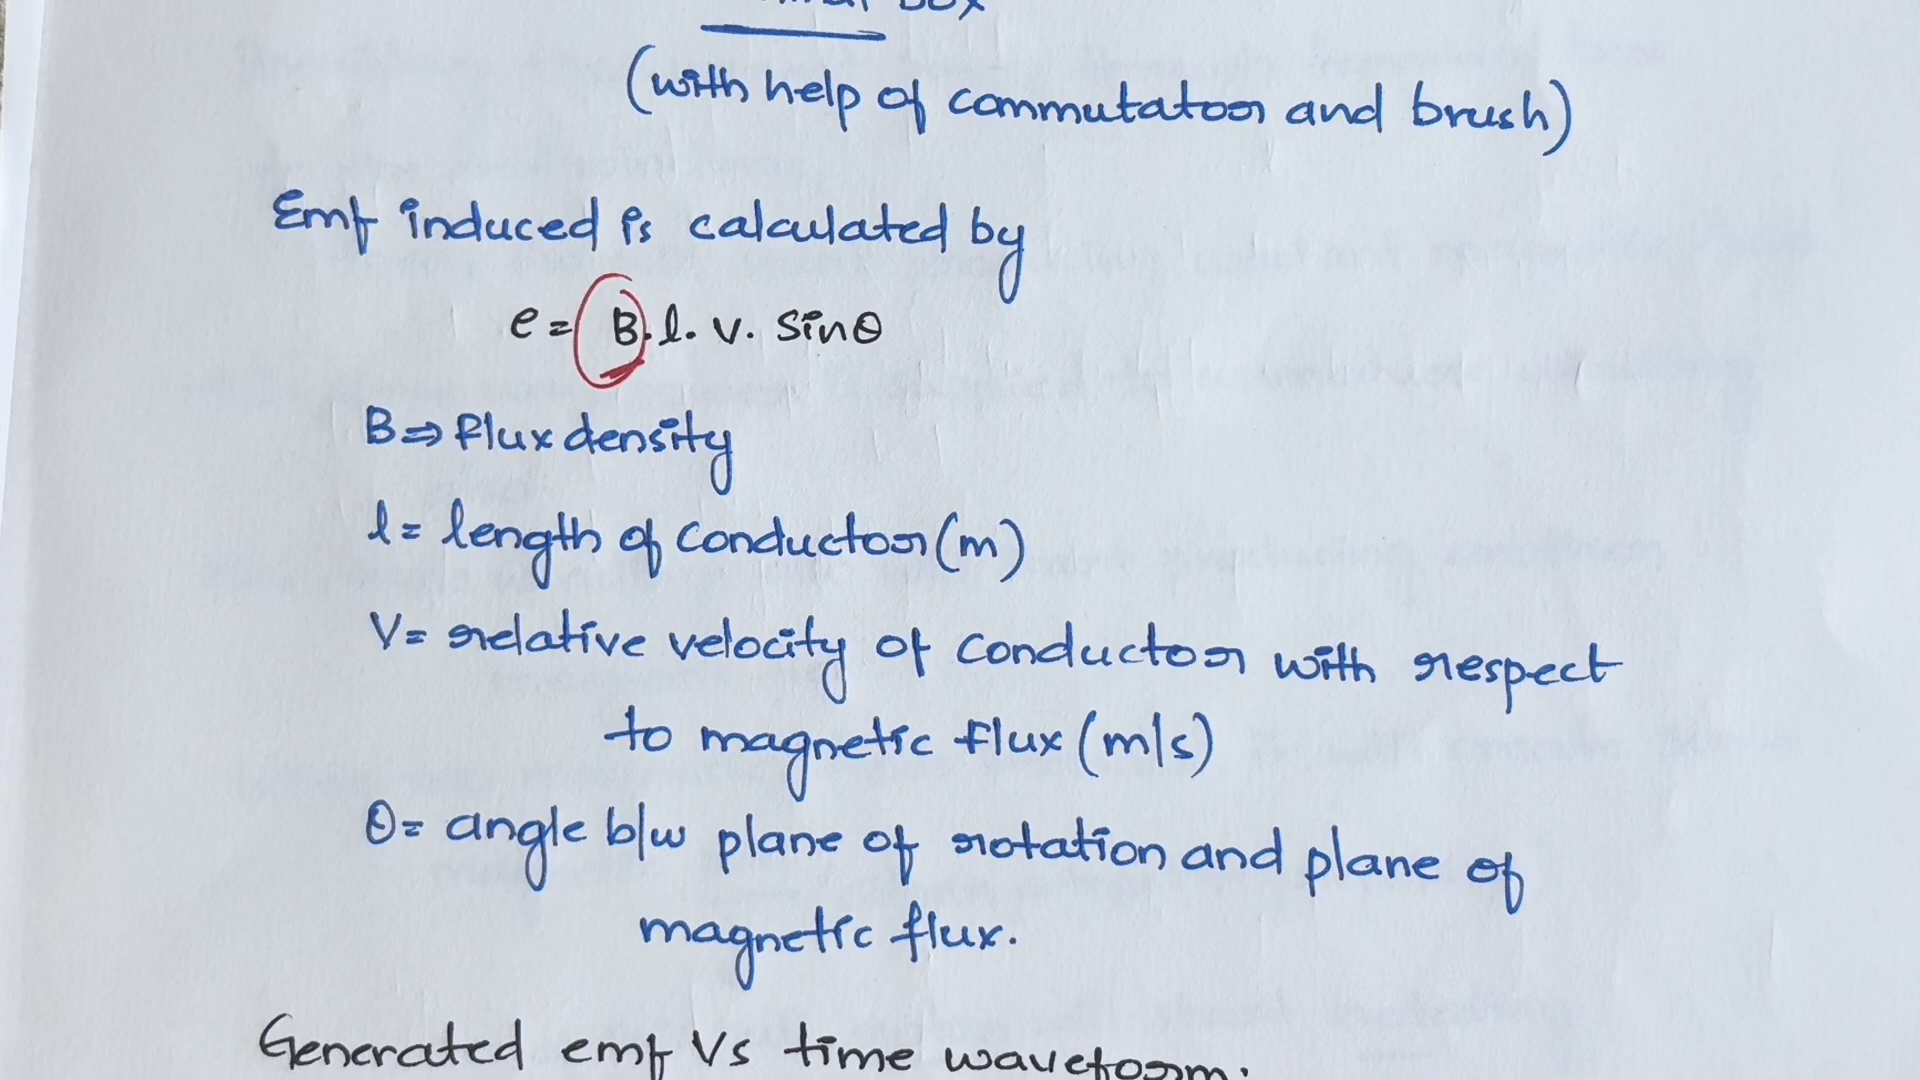 Box
(with help of commutator and brush)
Emf induced is calculated by
e = B. l. v. sinθ
B ⇒ flux density
l = length of conductor (m)
V = relative velocity of conductor with respect
to magnetic flux (m/s)
θ = angle b/w plane of rotation and plane of
magnetic flux.
Generated emf Vs time waveform.